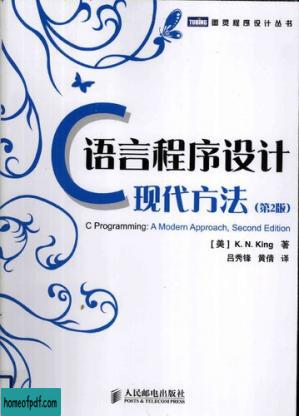 TURING 图灵程序设计丛书
C语言程序设计
现代方法(第2版)
C Programming: A Modern Approach, Second Edition
[美] K. N. King 著
吕秀锋 黄倩 译
homeofpdf.com
人民邮电出版社
POSTS & TELECOM PRESS
homeofpdf.com